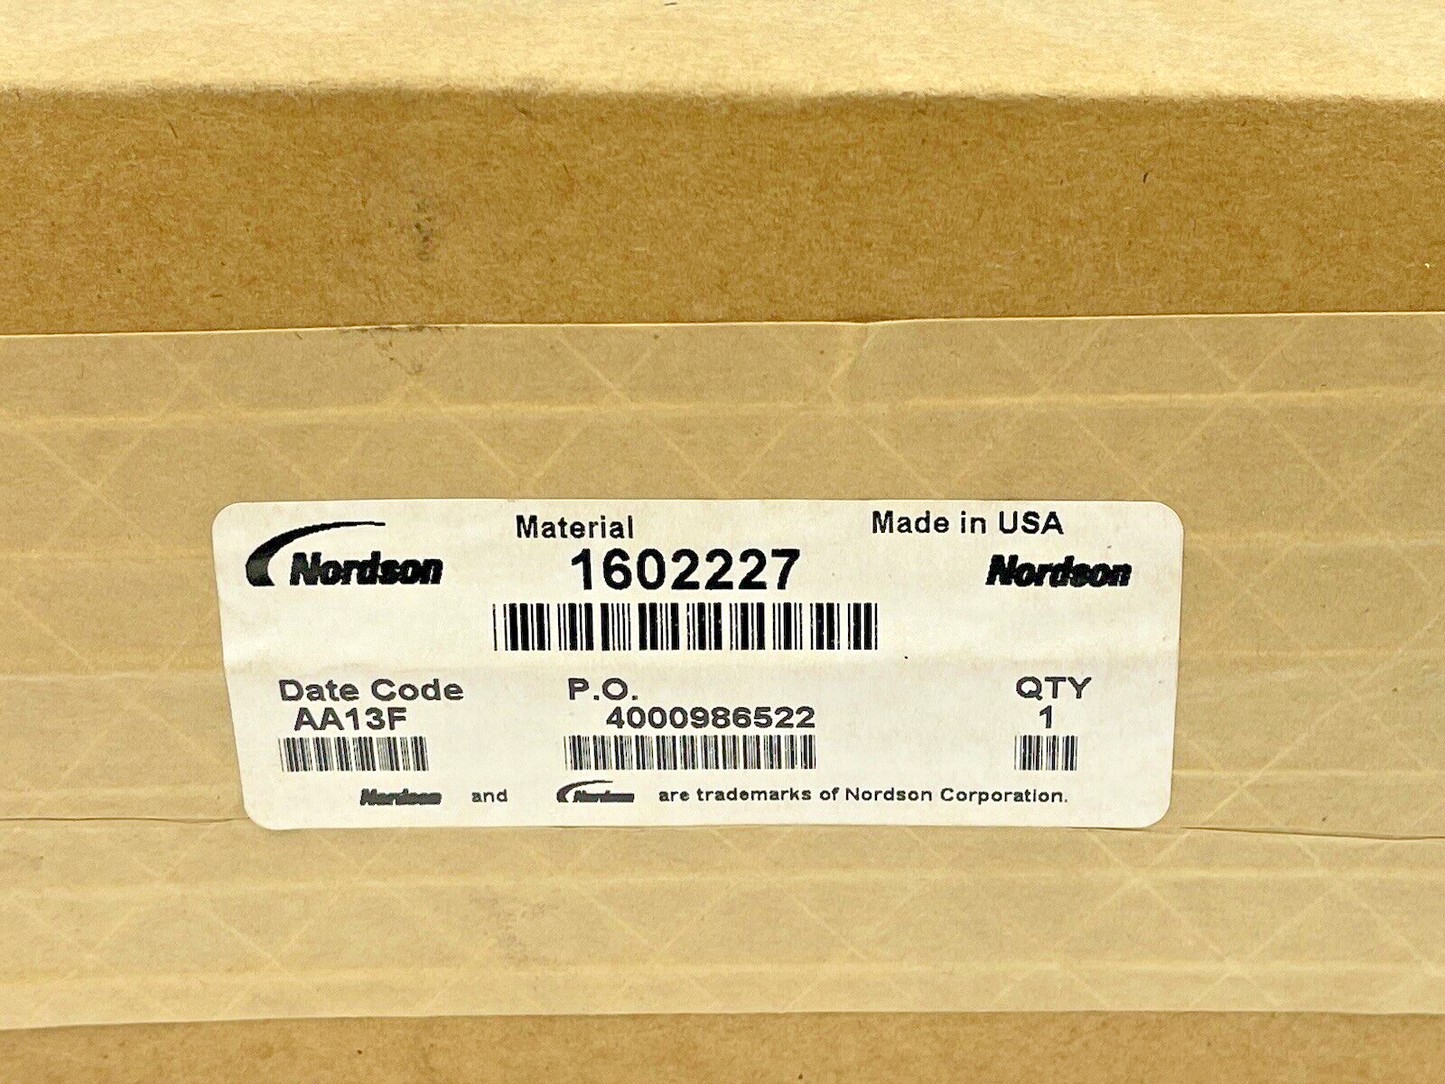 Nordson Material Made in USA
1602227 Nordson
Date Code P.O. QTY
AA13F 4000986522 1
Nordson and Nordson are trademarks of Nordson Corporation.